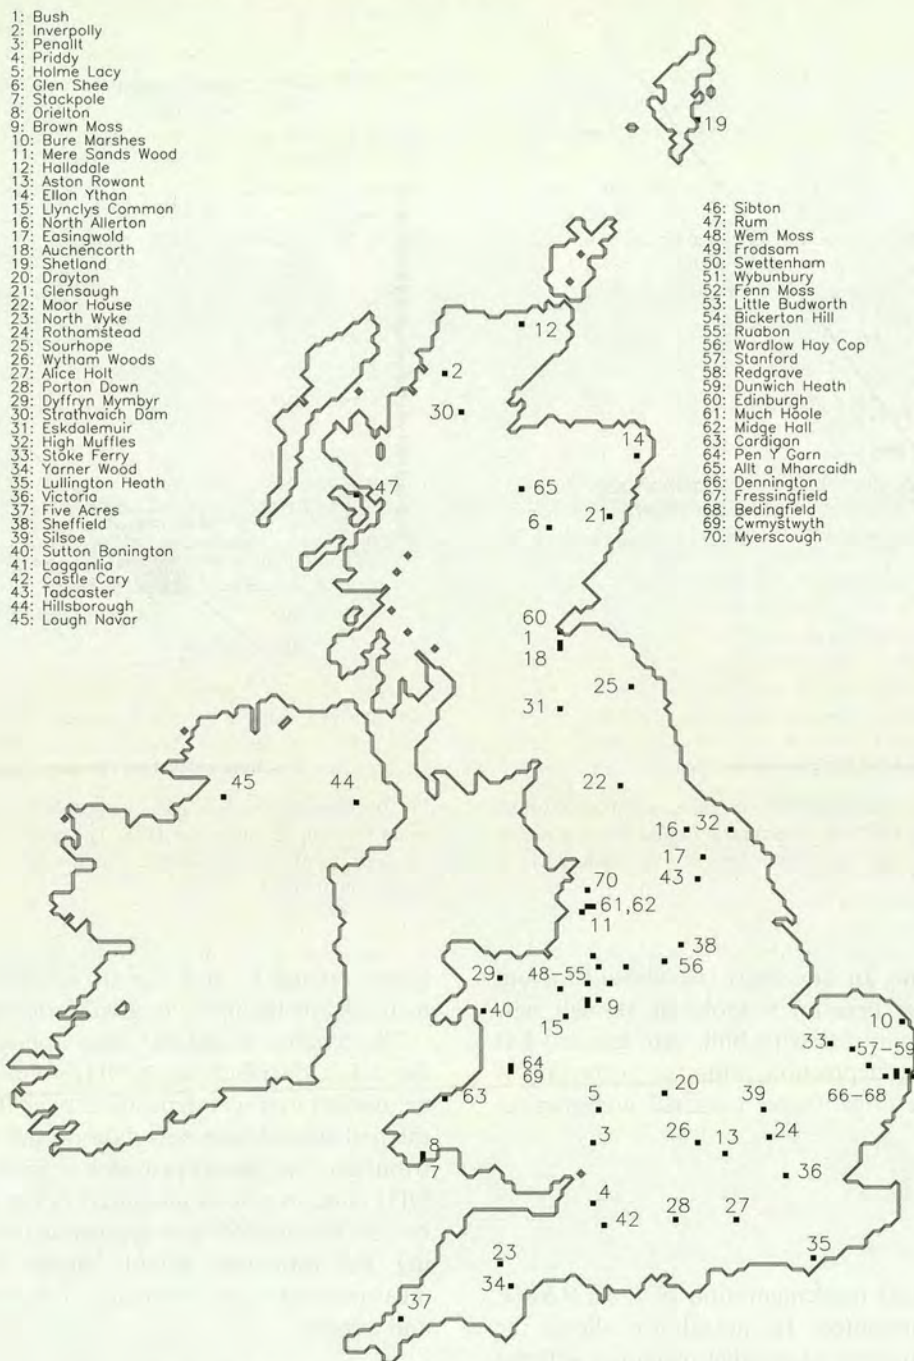 1: Bush
2: Inverpolly
3: Penallt
4: Priddy
5: Holme Lacy
6: Glen Shee
7: Stackpole
8: Orielton
9: Brown Moss
10: Bure Marshes
11: Mere Sands Wood
12: Halladale
13: Aston Rowant
14: Ellon Ythan
15: Llynclys Common
16: North Allerton
17: Easingwold
18: Auchencorth
19: Shetland
20: Drayton
21: Glensaugh
22: Moor House
23: North Wyke
24: Rothamstead
25: Sourhope
26: Wytham Woods
27: Alice Holt
28: Porton Down
29: Dyffryn Mymbyr
30: Strathvaich Dam
31: Eskdalemuir
32: High Muffles
33: Stoke Ferry
34: Yarner Wood
35: Lullington Heath
36: Victoria
37: Five Acres
38: Sheffield
39: Silsoe
40: Sutton Bonington
41: Lagganlia
42: Castle Cary
43: Tadcaster
44: Hillsborough
45: Lough Navar
46: Sibton
47: Rum
48: Wem Moss
49: Frodsam
50: Swettenham
51: Wybunbury
52: Fenn Moss
53: Little Budworth
54: Bickerton Hill
55: Ruabon
56: Wardlow Hay Cop
57: Stanford
58: Redgrave
59: Dunwich Heath
60: Edinburgh
61: Much Hoole
62: Midge Hall
63: Cardigan
64: Pen Y Garn
65: Allt a Mharcaidh
66: Dennington
67: Fressingfield
68: Bedingfield
69: Cwmystwyth
70: Myerscough
19
12
2
30
14
47
65
6
21
60
1
18
25
31
45
44
22
16
32
17
43
70
61,62
11
38
29
48-55
56
40
9
10
15
33
57-59
64
69
20
66-68
63
5
39
3
26
24
8
13
7
36
4
42
28
27
23
35
34
37